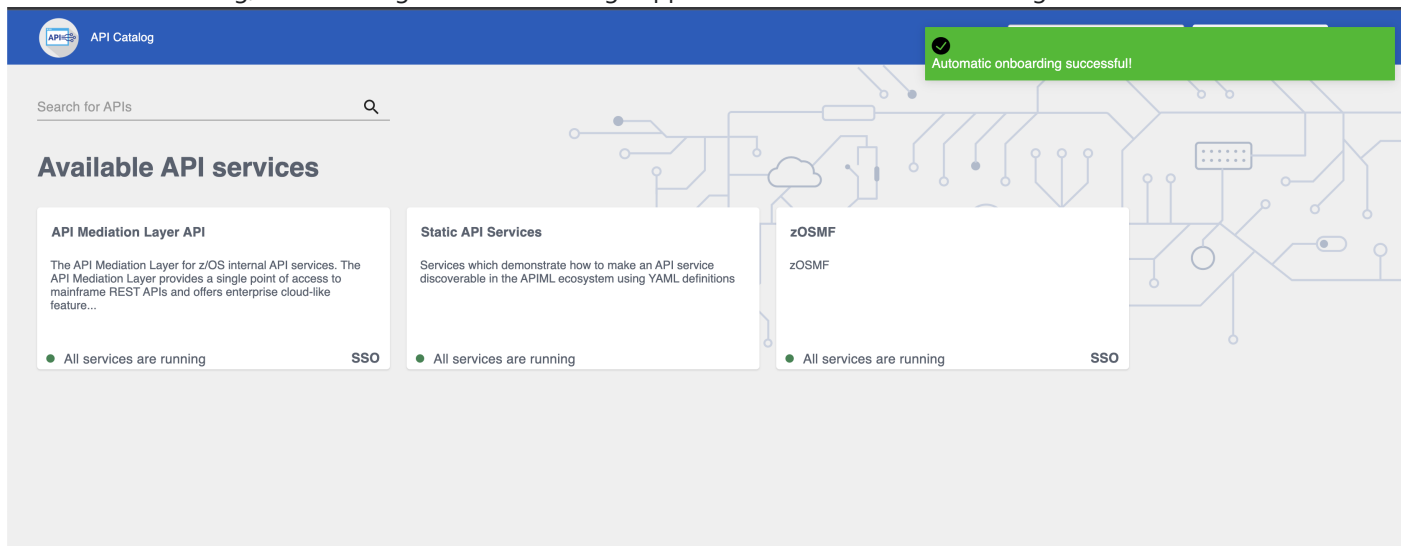 API
API Catalog
Automatic onboarding successful!
Search for APIs
Available API services
API Mediation Layer API
The API Mediation Layer for z/OS internal API services. The
API Mediation Layer provides a single point of access to
mainframe REST APIs and offers enterprise cloud-like
feature...
All services are running
SSO
Static API Services
Services which demonstrate how to make an API service
discoverable in the APIML ecosystem using YAML definitions
All services are running
zOSMF
zOSMF
All services are running
SSO